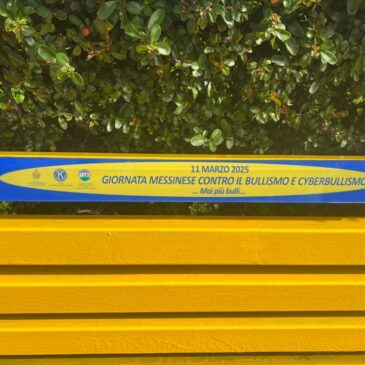 11 MARZO 2025
GIORNATA MESSINESE CONTRO IL BULLISMO E CYBERBULLISMO
... Mai più bulli...